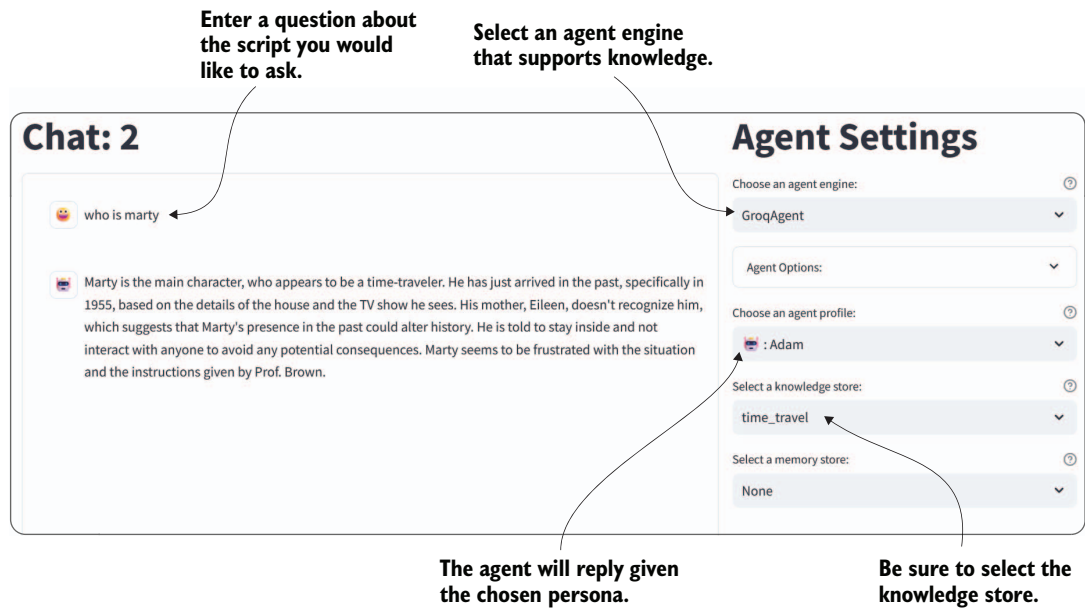 Enter a question about
the script you would
like to ask.
Select an agent engine
that supports knowledge.
Chat: 2
who is marty
Marty is the main character, who appears to be a time-traveler. He has just arrived in the past, specifically in
1955, based on the details of the house and the TV show he sees. His mother, Eileen, doesn't recognize him,
which suggests that Marty's presence in the past could alter history. He is told to stay inside and not
interact with anyone to avoid any potential consequences. Marty seems to be frustrated with the situation
and the instructions given by Prof. Brown.
Agent Settings
Choose an agent engine:
GroqAgent
Agent Options:
Choose an agent profile:
: Adam
Select a knowledge store:
time_travel
Select a memory store:
None
The agent will reply given
the chosen persona.
Be sure to select the
knowledge store.